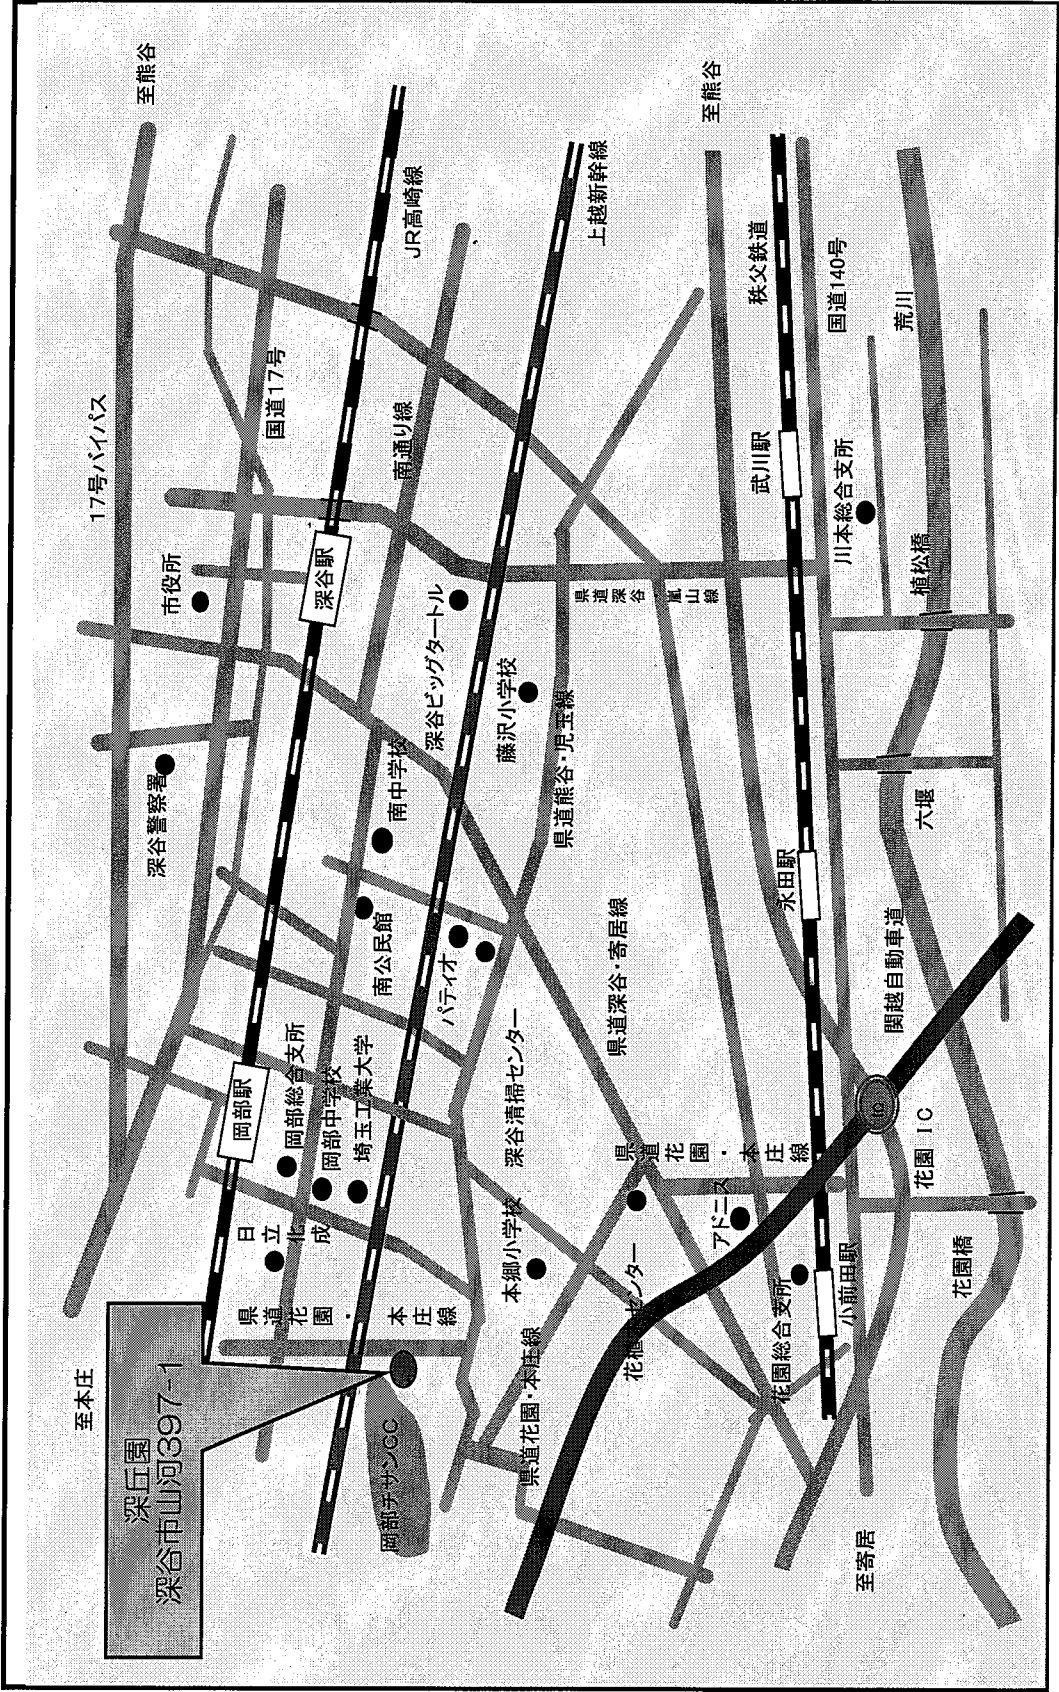 至本庄
深丘園
深谷市山河397-1
17号バイパス
至熊谷
深谷警察署
市役所
国道17号
岡部駅
深谷駅
JR高崎線
日立化成
岡部総合支所
岡部中学校
埼玉工業大学
南公民館
南中学校
南通り線
県道花園・本庄線
岡部チサンCC
パティオ
深谷ビッグタートル
上越新幹線
本郷小学校
深谷清掃センター
藤沢小学校
県道熊谷・児玉線
県道深谷・嵐山線
県道花園・本庄線
県道深谷・寄居線
花植センター
県道花園・本庄線
アドニス
至熊谷
秩父鉄道
花園総合支所
小前田駅
永田駅
武川駅
国道140号
川本総合支所
至寄居
関越自動車道
IC
花園IC
荒川
花園橋
六堰
植松橋